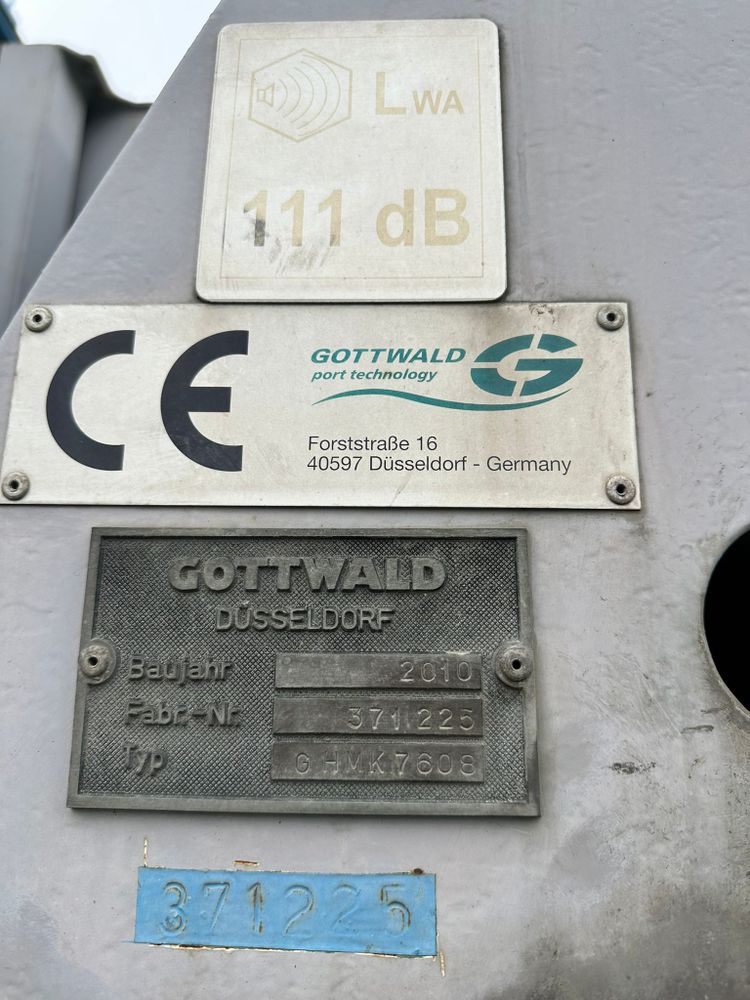 LWA
111 dB
CE
GOTTWALD
port technology
G
Forststraße 16
40597 Düsseldorf - Germany
GOTTWALD
DÜSSELDORF
Baujahr 2010
Fabr.-Nr. 371225
Typ GHMK7608
371225